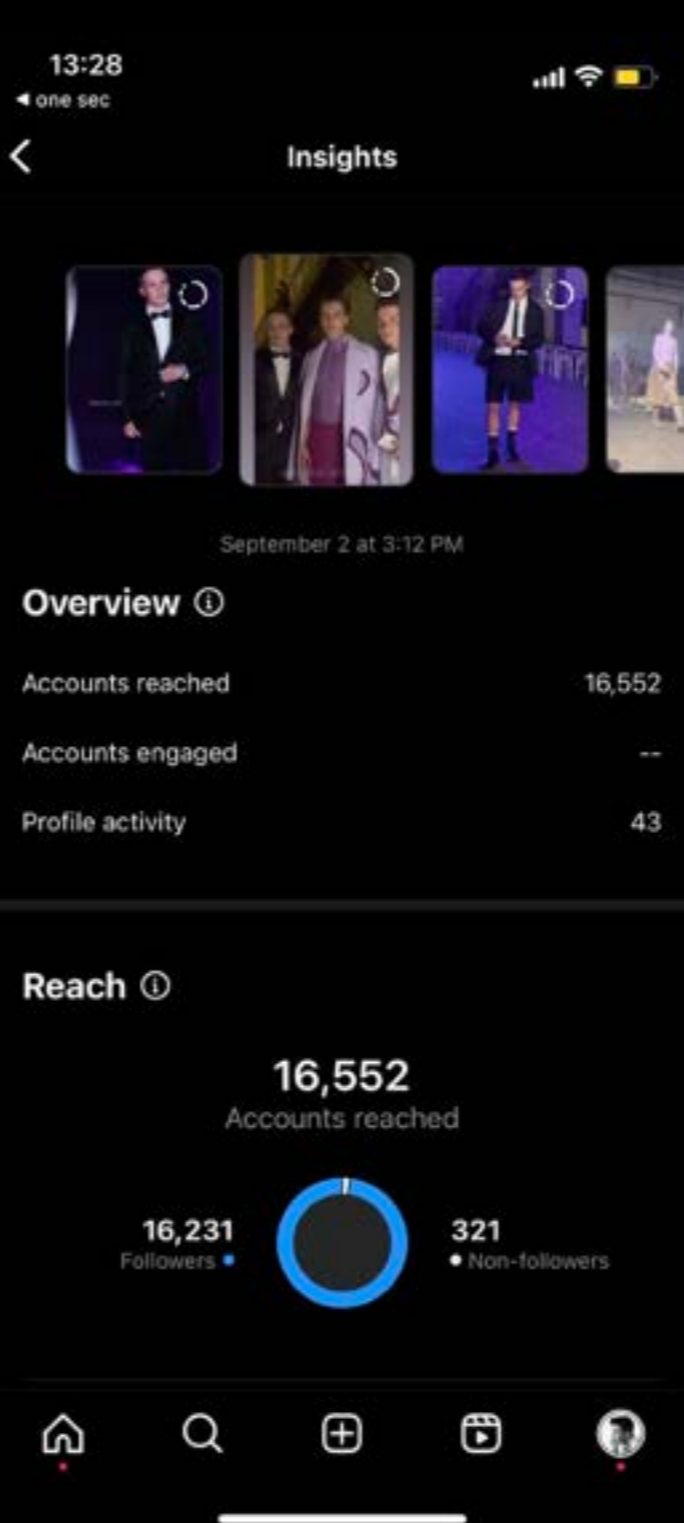 13:28
◀ one sec
Insights
September 2 at 3:12 PM
Overview
Accounts reached 16,552
Accounts engaged --
Profile activity 43
Reach
16,552
Accounts reached
16,231 321
Followers Non-followers